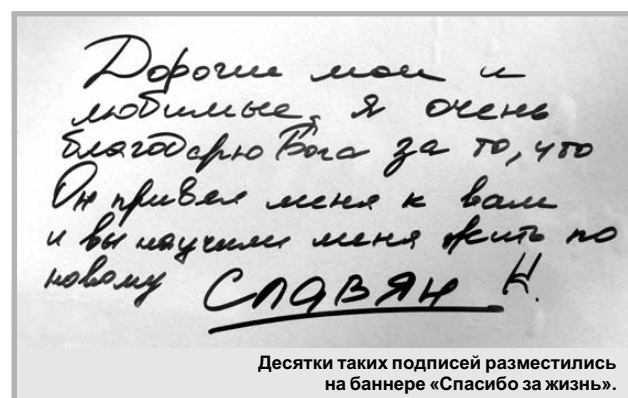 Дорогие мои и
любимые, я очень
благодарю Бога за то, что
Он привел меня к вам
и вы научили меня жить по
новому СЛАВЯН Н.
Десятки таких подписей разместились
на баннере «Спасибо за жизнь».